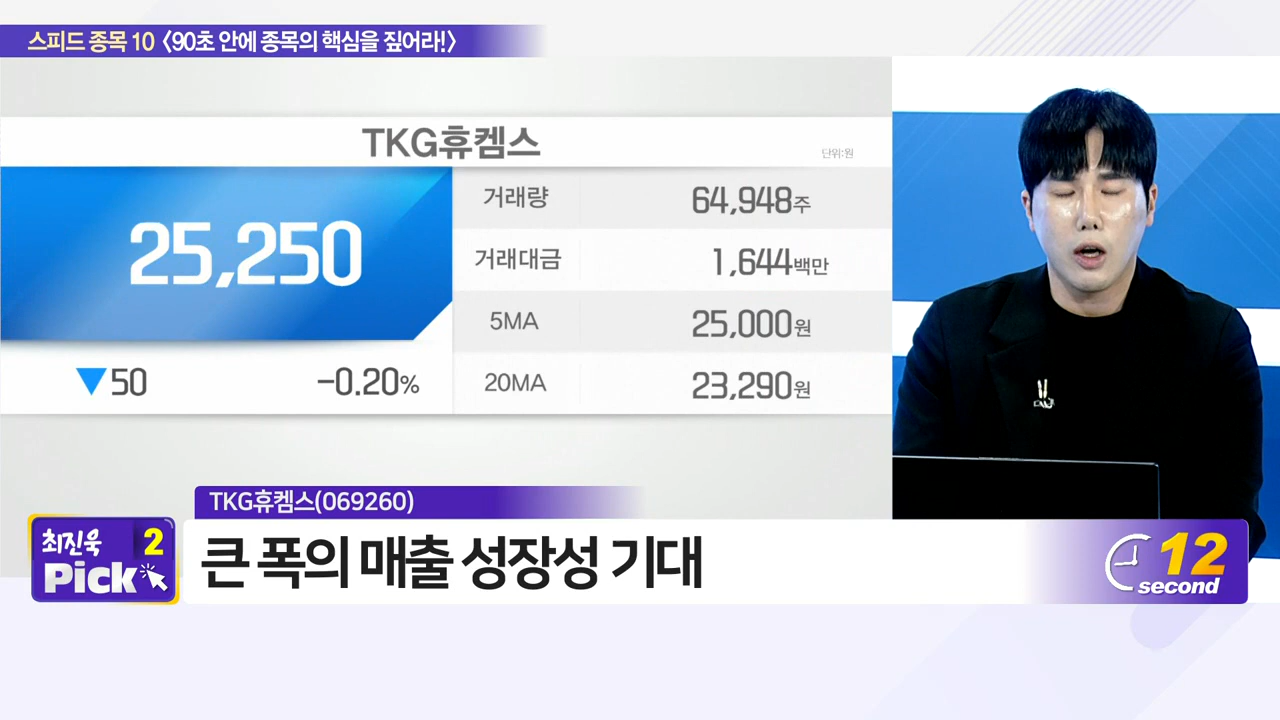 스피드 종목 10 〈90초 안에 종목의 핵심을 짚어라!〉
TKG휴켐스
단위:원
25,250
▼50 -0.20%
거래량 64,948주
거래대금 1,644백만
5MA 25,000원
20MA 23,290원
TKG휴켐스(069260)
최진욱 2
Pick
큰 폭의 매출 성장성 기대
12
second